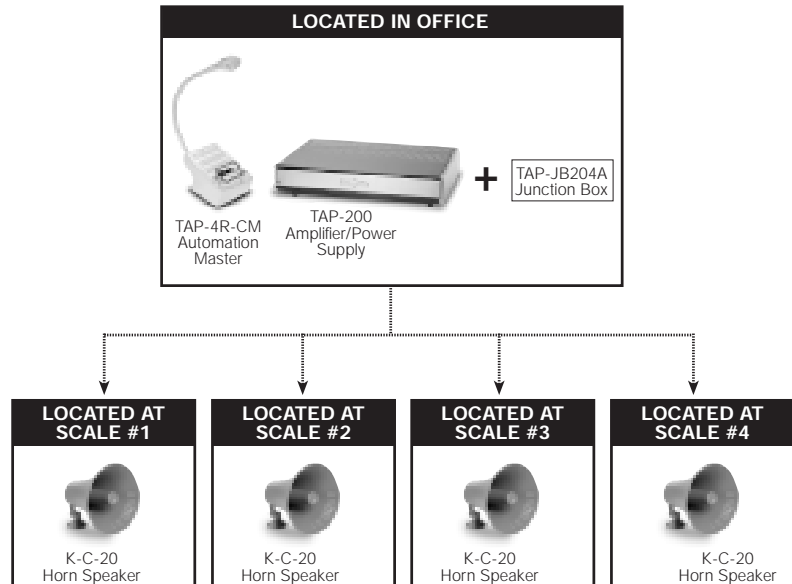 LOCATED IN OFFICE
TAP-4R-CM
Automation
Master
TAP-200
Amplifier/Power
Supply
+
TAP-JB204A
Junction Box
LOCATED AT
SCALE #1
K-C-20
Horn Speaker
LOCATED AT
SCALE #2
K-C-20
Horn Speaker
LOCATED AT
SCALE #3
K-C-20
Horn Speaker
LOCATED AT
SCALE #4
K-C-20
Horn Speaker